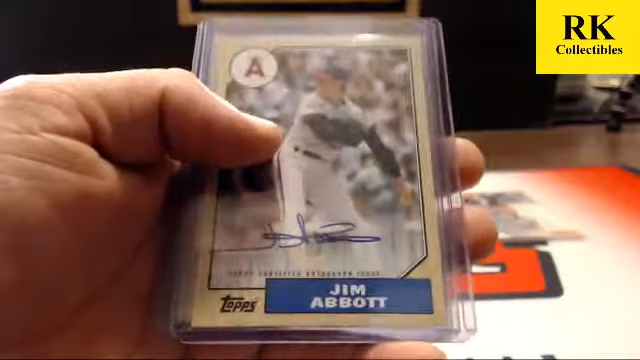 RK
Collectibles
A
TOPPS CERTIFIED AUTOGRAPH ISSUE
topps
JIM
ABBOTT